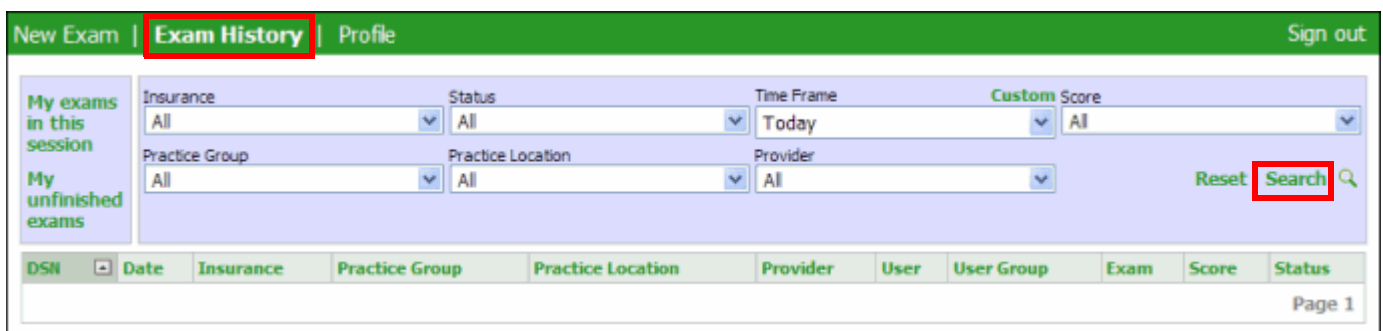 New Exam | Exam History | Profile Sign out
My exams in this session
My unfinished exams
Insurance Status Time Frame Custom Score
All All Today All
Practice Group Practice Location Provider
All All All Reset Search
DSN Date Insurance Practice Group Practice Location Provider User User Group Exam Score Status
Page 1